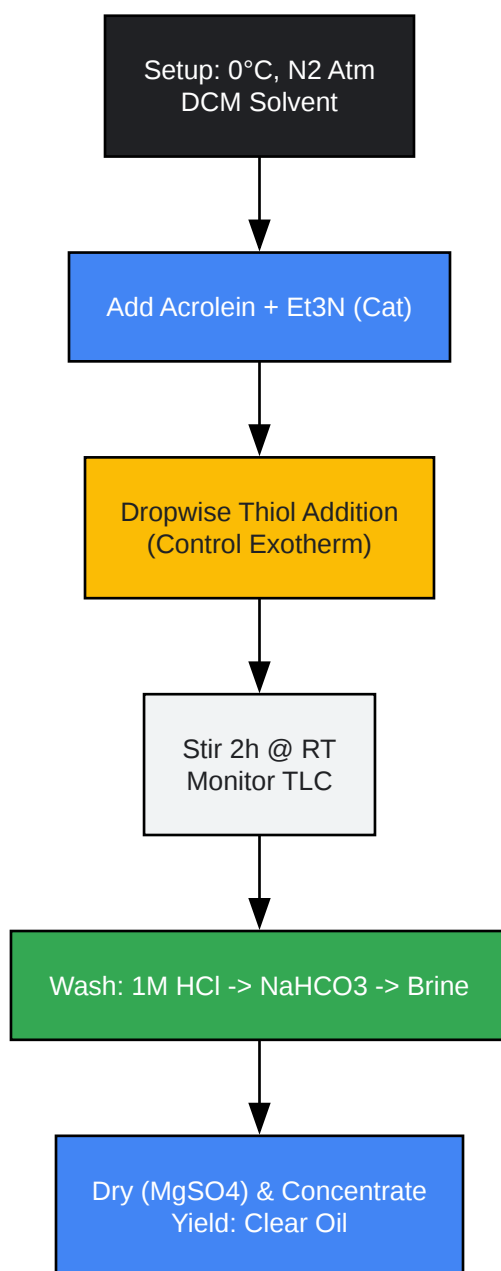 Setup: 0°C, N2 Atm
DCM Solvent
Add Acrolein + Et3N (Cat)
Dropwise Thiol Addition
(Control Exotherm)
Stir 2h @ RT
Monitor TLC
Wash: 1M HCl -> NaHCO3 -> Brine
Dry (MgSO4) & Concentrate
Yield: Clear Oil